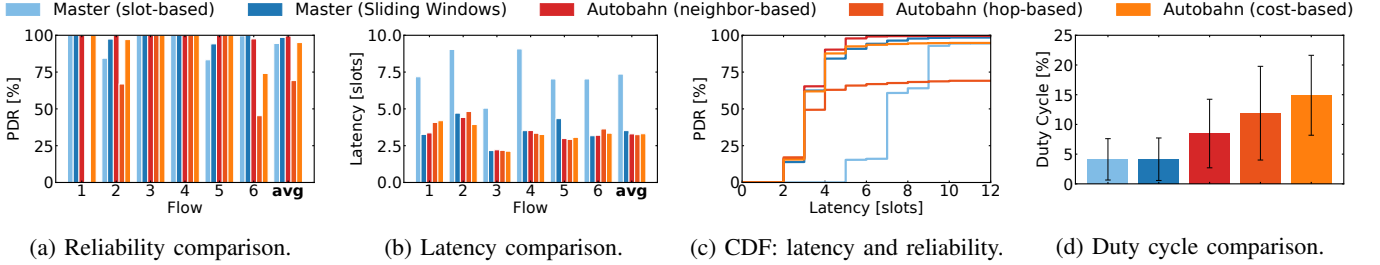 Master (slot-based) Master (Sliding Windows) Autobahn (neighbor-based) Autobahn (hop-based) Autobahn (cost-based)
PDR [%]
100
75
50
25
0
1 2 3 4 5 6 avg
Flow
(a) Reliability comparison.
Latency [slots]
10.0
7.5
5.0
2.5
0.0
1 2 3 4 5 6 avg
Flow
(b) Latency comparison.
PDR [%]
100
75
50
25
0
0 2 4 6 8 10 12
Latency [slots]
(c) CDF: latency and reliability.
Duty Cycle [%]
25
20
15
10
5
0
(d) Duty cycle comparison.